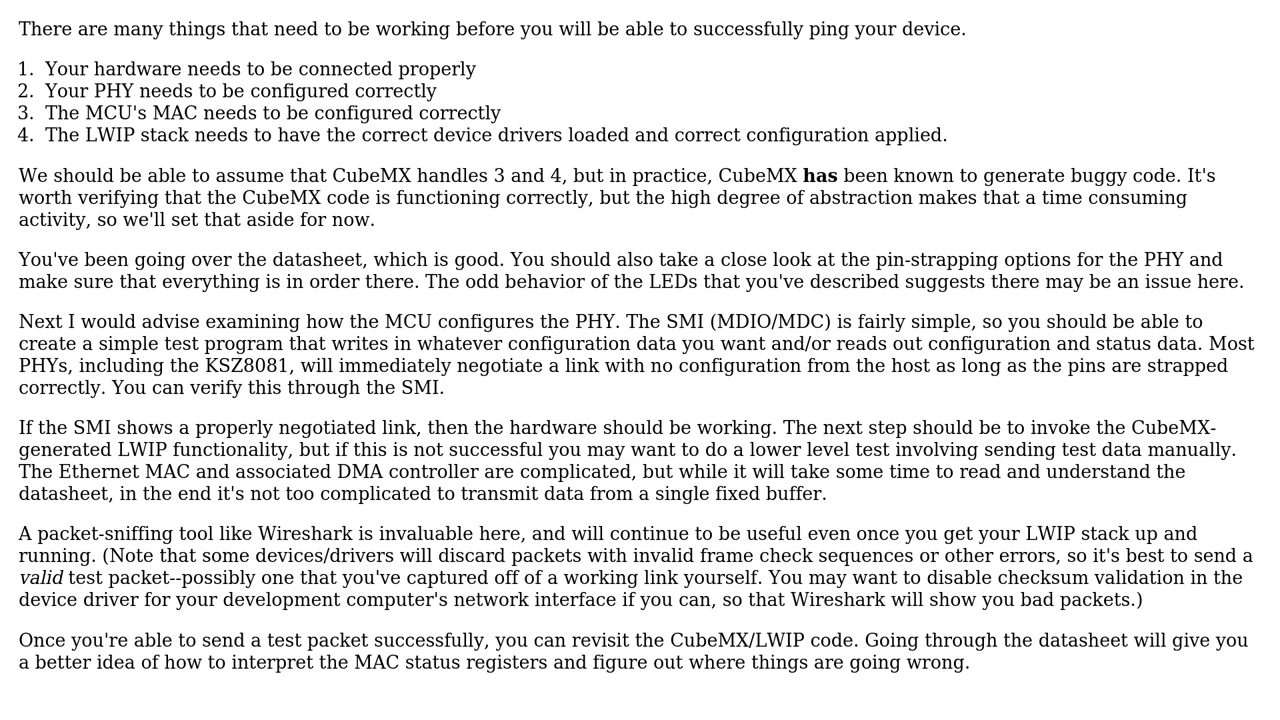 There are many things that need to be working before you will be able to successfully ping your device.
1. Your hardware needs to be connected properly
2. Your PHY needs to be configured correctly
3. The MCU's MAC needs to be configured correctly
4. The LWIP stack needs to have the correct device drivers loaded and correct configuration applied.
We should be able to assume that CubeMX handles 3 and 4, but in practice, CubeMX has been known to generate buggy code. It's
worth verifying that the CubeMX code is functioning correctly, but the high degree of abstraction makes that a time consuming
activity, so we'll set that aside for now.
You've been going over the datasheet, which is good. You should also take a close look at the pin-strapping options for the PHY and
make sure that everything is in order there. The odd behavior of the LEDs that you've described suggests there may be an issue here.
Next I would advise examining how the MCU configures the PHY. The SMI (MDIO/MDC) is fairly simple, so you should be able to
create a simple test program that writes in whatever configuration data you want and/or reads out configuration and status data. Most
PHYs, including the KSZ8081, will immediately negotiate a link with no configuration from the host as long as the pins are strapped
correctly. You can verify this through the SMI.
If the SMI shows a properly negotiated link, then the hardware should be working. The next step should be to invoke the CubeMX-
generated LWIP functionality, but if this is not successful you may want to do a lower level test involving sending test data manually.
The Ethernet MAC and associated DMA controller are complicated, but while it will take some time to read and understand the
datasheet, in the end it's not too complicated to transmit data from a single fixed buffer.
A packet-sniffing tool like Wireshark is invaluable here, and will continue to be useful even once you get your LWIP stack up and
running. (Note that some devices/drivers will discard packets with invalid frame check sequences or other errors, so it's best to send a
valid test packet--possibly one that you've captured off of a working link yourself. You may want to disable checksum validation in the
device driver for your development computer's network interface if you can, so that Wireshark will show you bad packets.)
Once you're able to send a test packet successfully, you can revisit the CubeMX/LWIP code. Going through the datasheet will give you
a better idea of how to interpret the MAC status registers and figure out where things are going wrong.